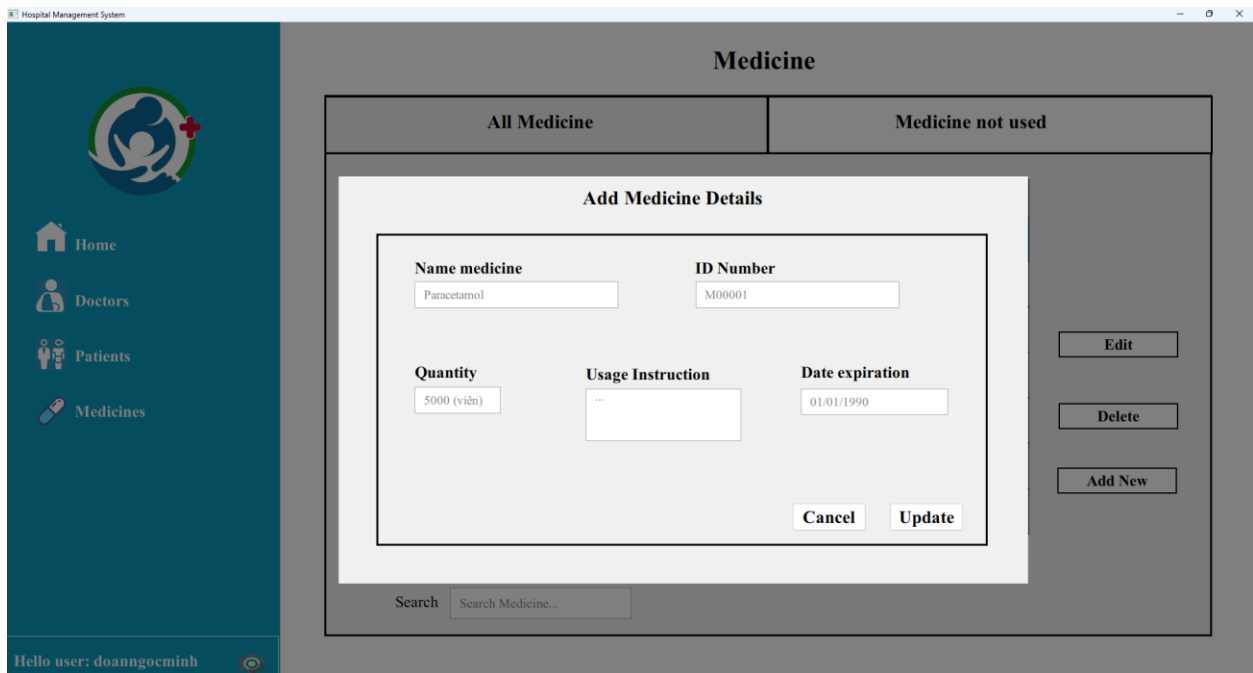 Hospital Management System
Medicine
All Medicine
Medicine not used
Home
Doctors
Patients
Medicines
Add Medicine Details
Name medicine
ID Number
Paracetamol
M00001
Quantity
Usage Instruction
Date expiration
5000 (viên)
...
01/01/1990
Cancel
Update
Edit
Delete
Add New
Search
Search Medicine...
Hello user: doanngocminh